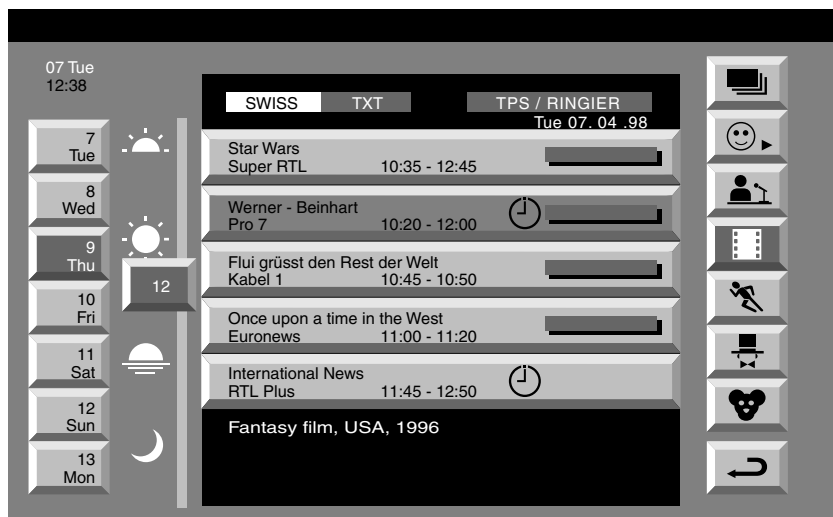 07 Tue
12:38
SWISS TXT TPS / RINGIER
Tue 07. 04 .98
7
Tue
8
Wed
9
Thu
10
Fri
11
Sat
12
Sun
13
Mon
12
Star Wars
Super RTL 10:35 - 12:45
Werner - Beinhart
Pro 7 10:20 - 12:00
Flui grüsst den Rest der Welt
Kabel 1 10:45 - 10:50
Once upon a time in the West
Euronews 11:00 - 11:20
International News
RTL Plus 11:45 - 12:50
Fantasy film, USA, 1996